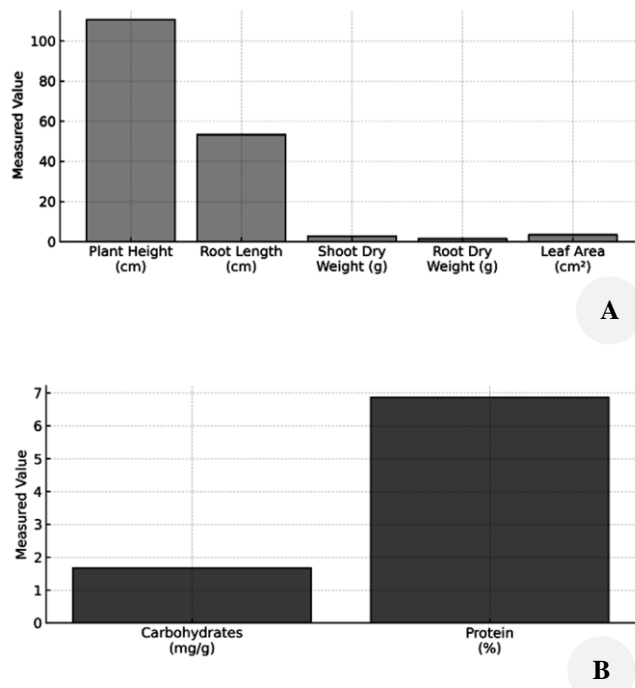 Measured Value
100
80
60
40
20
0
Plant Height
(cm)
Root Length
(cm)
Shoot Dry
Weight (g)
Root Dry
Weight (g)
Leaf Area
(cm²)
A
Measured Value
7
6
5
4
3
2
1
0
Carbohydrates
(mg/g)
Protein
(%)
B